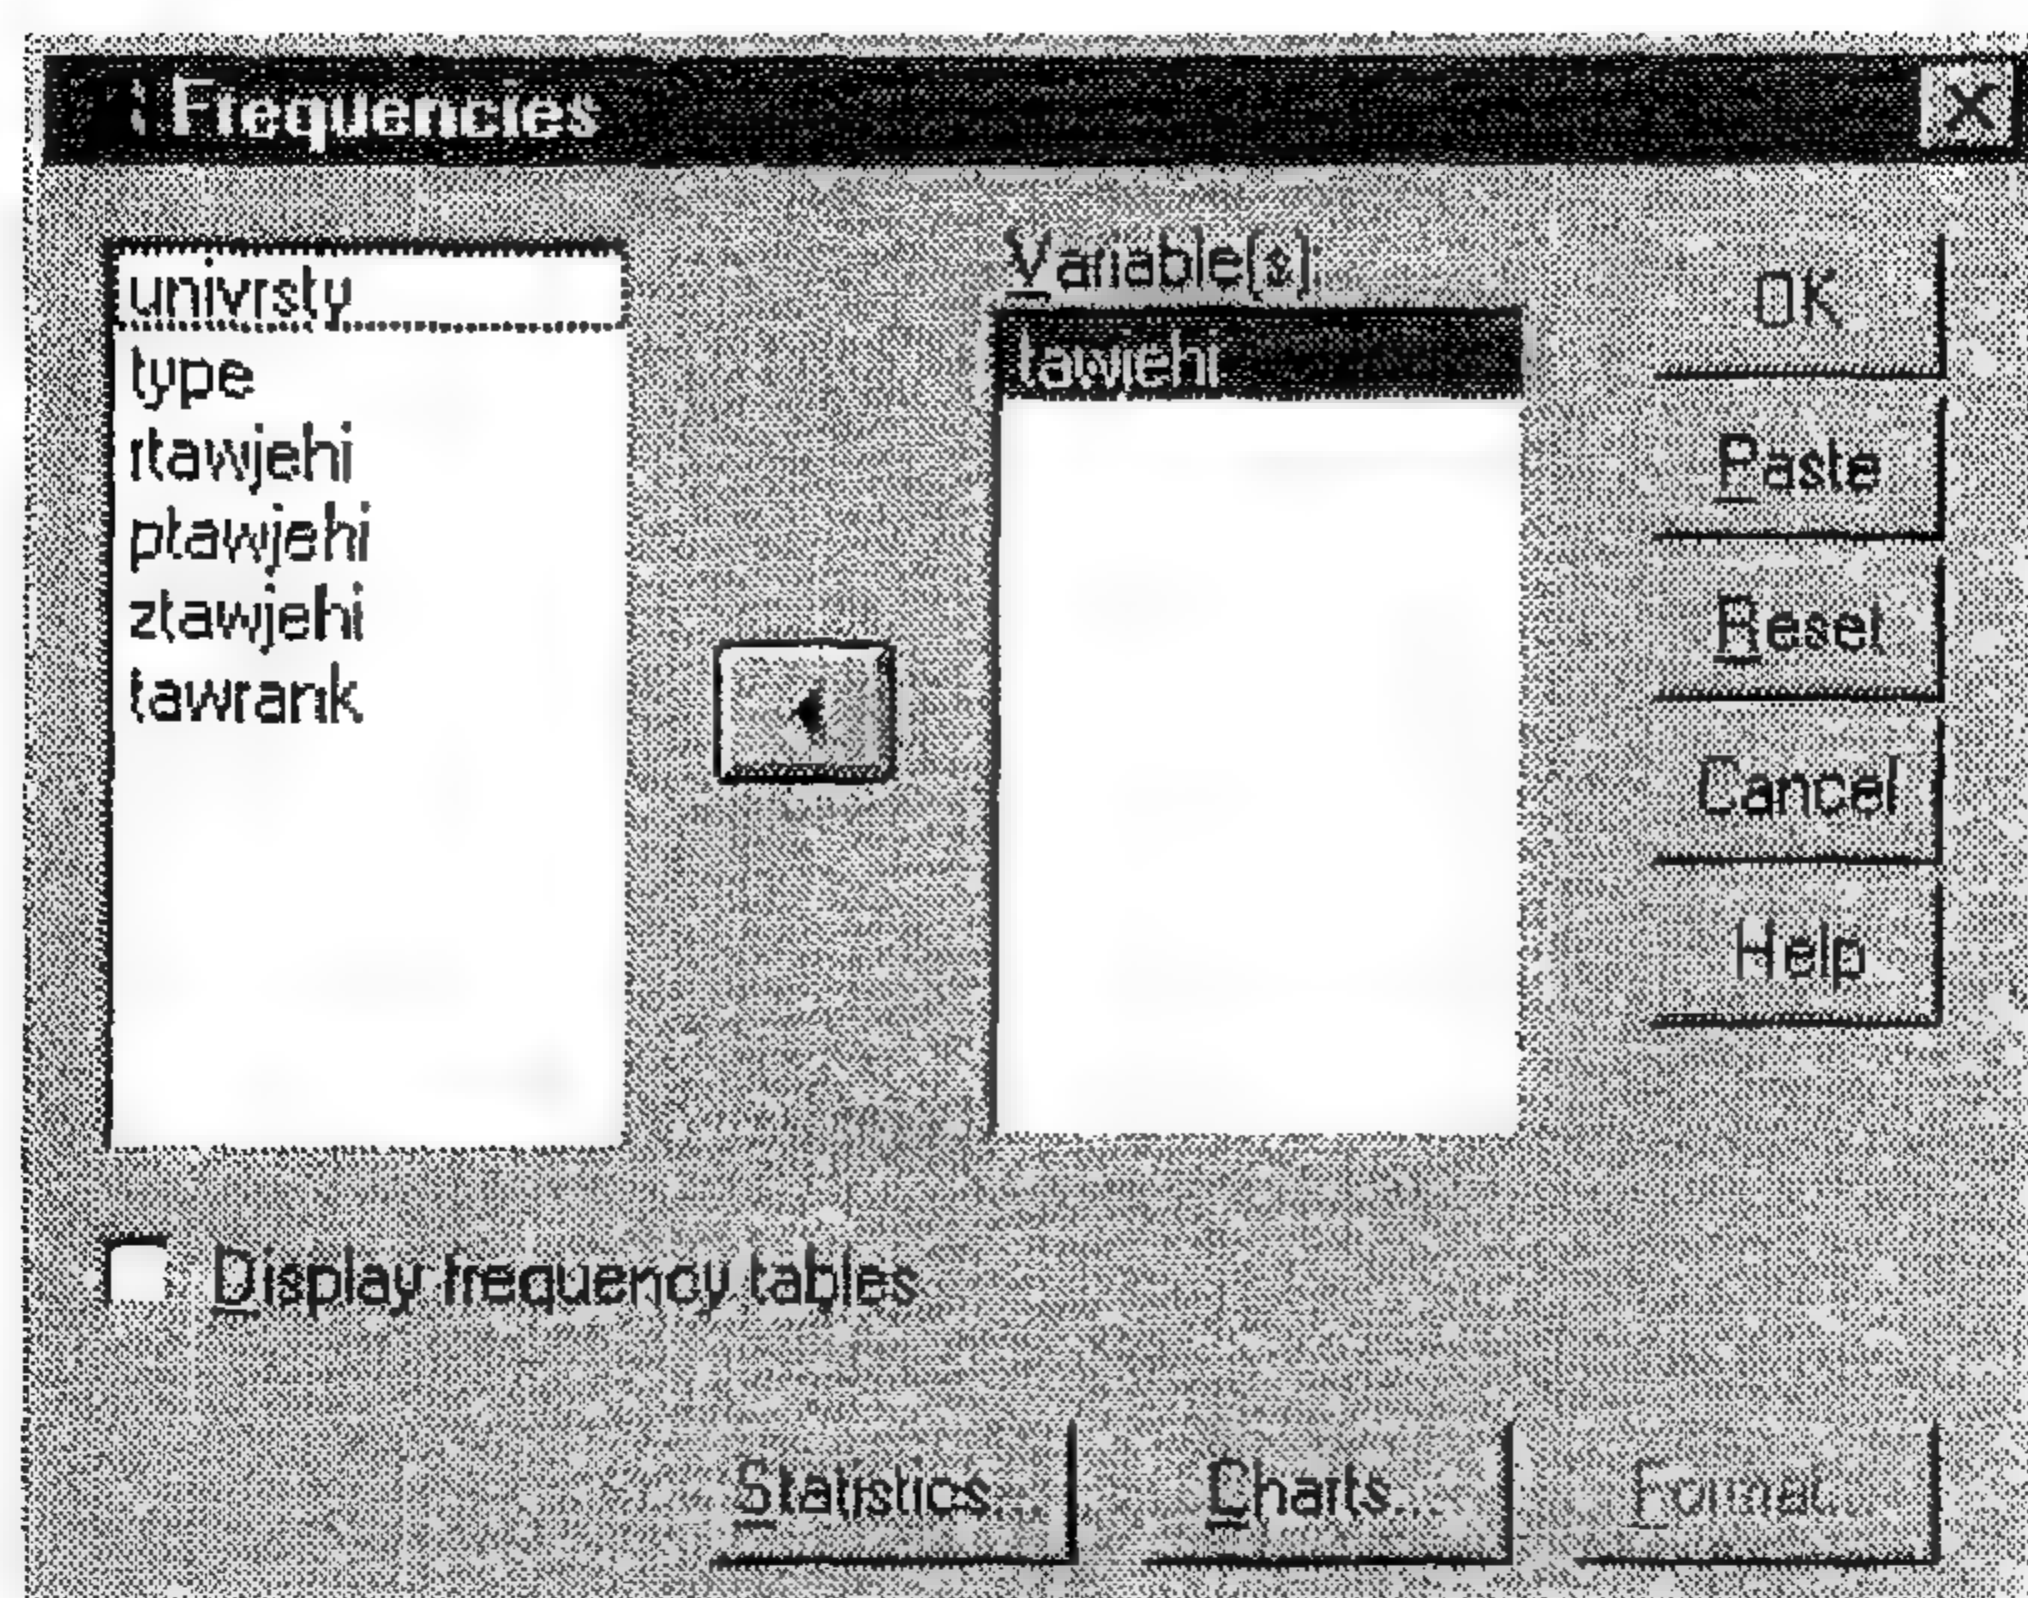 Frequencies
univrsty
type
rtawjehi
ptawjehi
ztawjehi
tawrank
Variable(s):
tawjehi
OK
Paste
Reset
Cancel
Help
Display frequency tables
Statistics...
Charts...
Format...